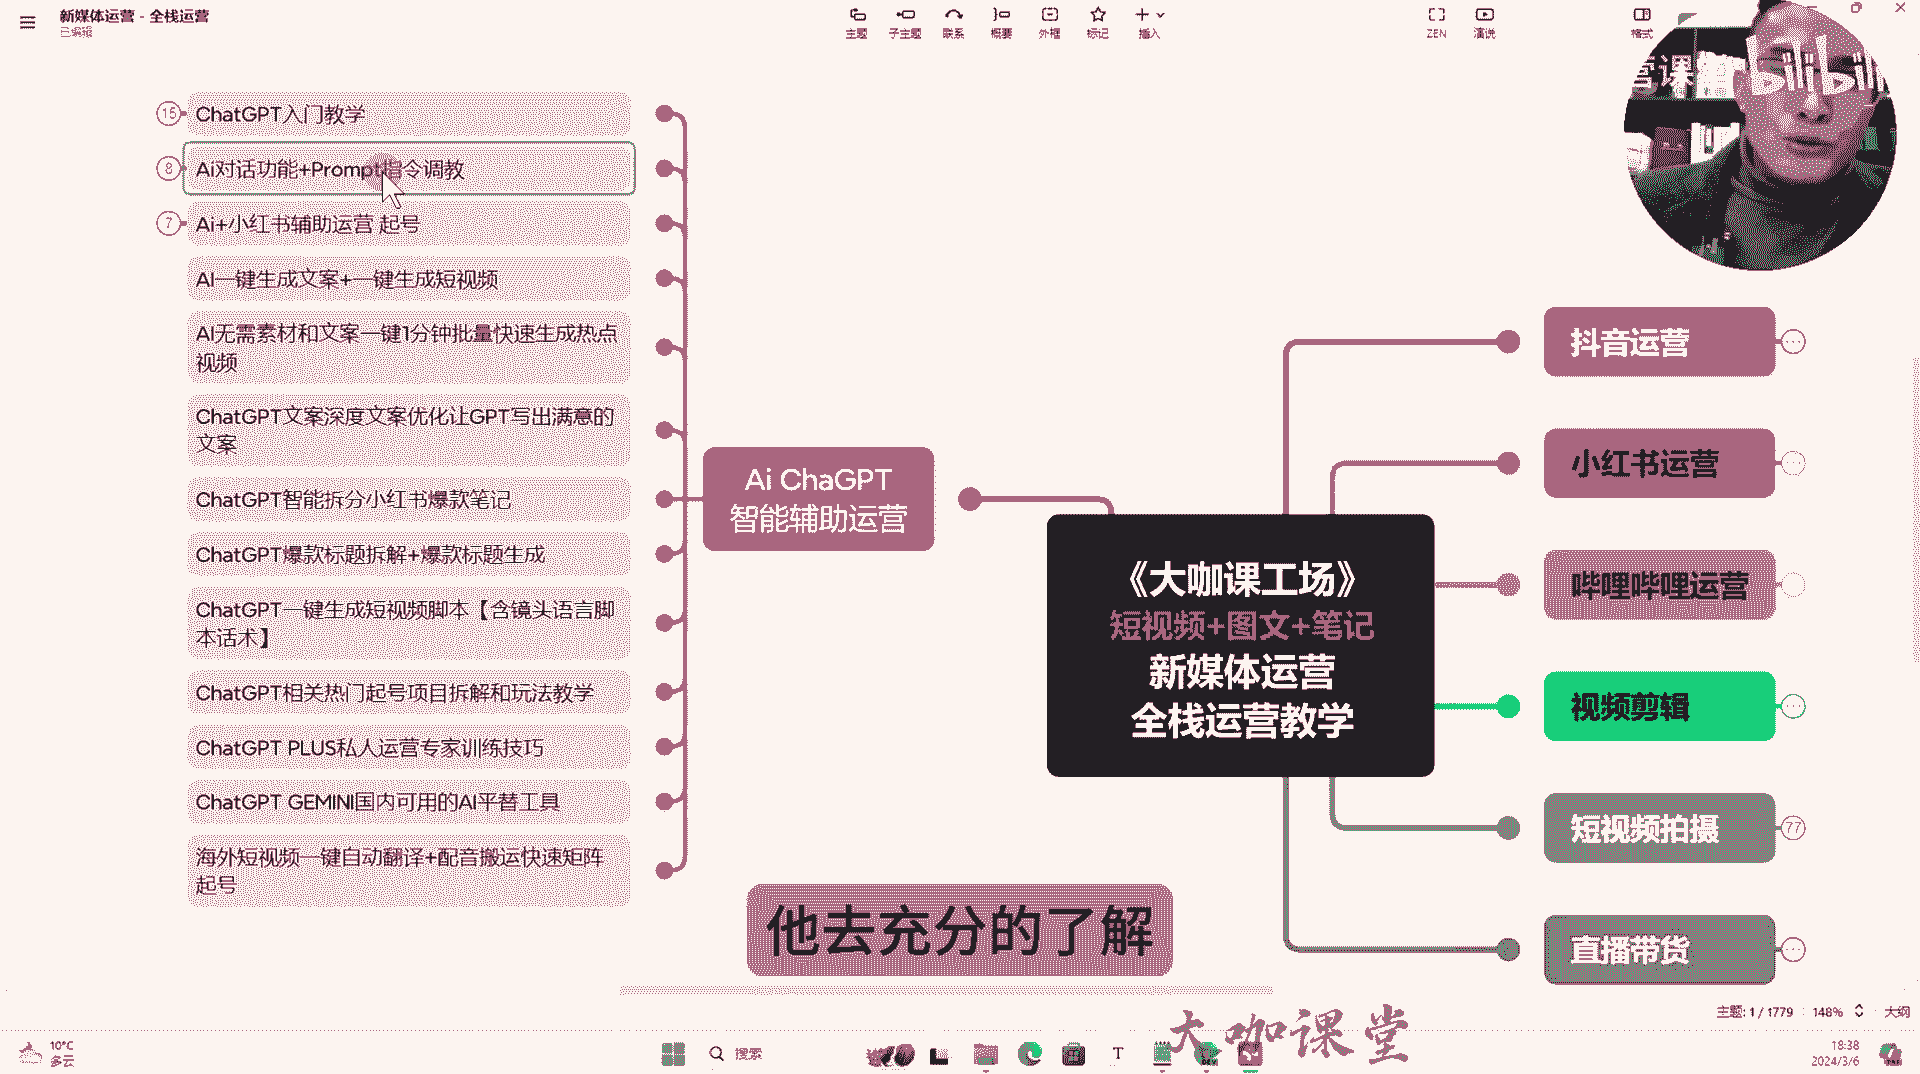 新媒体运营 - 全栈运营
已编辑
主题
子主题
联系
概要
外框
标记
插入
ZEN
演说
格式
营课
bilibili
15
ChatGPT入门教学
8
Ai对话功能+Prompt指令调教
7
Ai+小红书辅助运营 起号
AI一键生成文案+一键生成短视频
AI无需素材和文案一键1分钟批量快速生成热点
视频
ChatGPT文案深度文案优化让GPT写出满意的
文案
ChatGPT智能拆分小红书爆款笔记
ChatGPT爆款标题拆解+爆款标题生成
ChatGPT一键生成短视频脚本【含镜头语言脚
本话术】
ChatGPT相关热门起号项目拆解和玩法教学
ChatGPT PLUS私人运营专家训练技巧
ChatGPT GEMINI国内可用的AI平替工具
海外短视频一键自动翻译+配音搬运快速矩阵
起号
Ai ChaGPT
智能辅助运营
《大咖课工场》
短视频+图文+笔记
新媒体运营
全栈运营教学
抖音运营
小红书运营
哔哩哔哩运营
视频剪辑
短视频拍摄
77
直播带货
他去充分的了解
大咖课堂
主题: 1 / 1779
148%
大纲
10°C
多云
搜索
18:38
2024/3/6